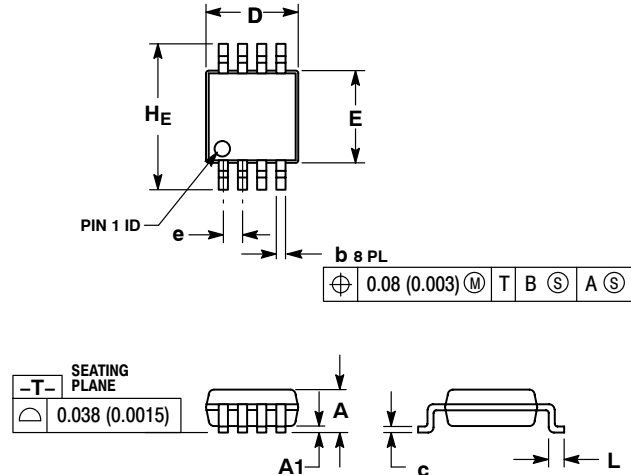 D
HE
E
PIN 1 ID
e
b 8 PL
⌖ 0.08 (0.003) Ⓜ T B Ⓢ A Ⓢ
–T– SEATING PLANE
⌓ 0.038 (0.0015)
A
A1
c
L